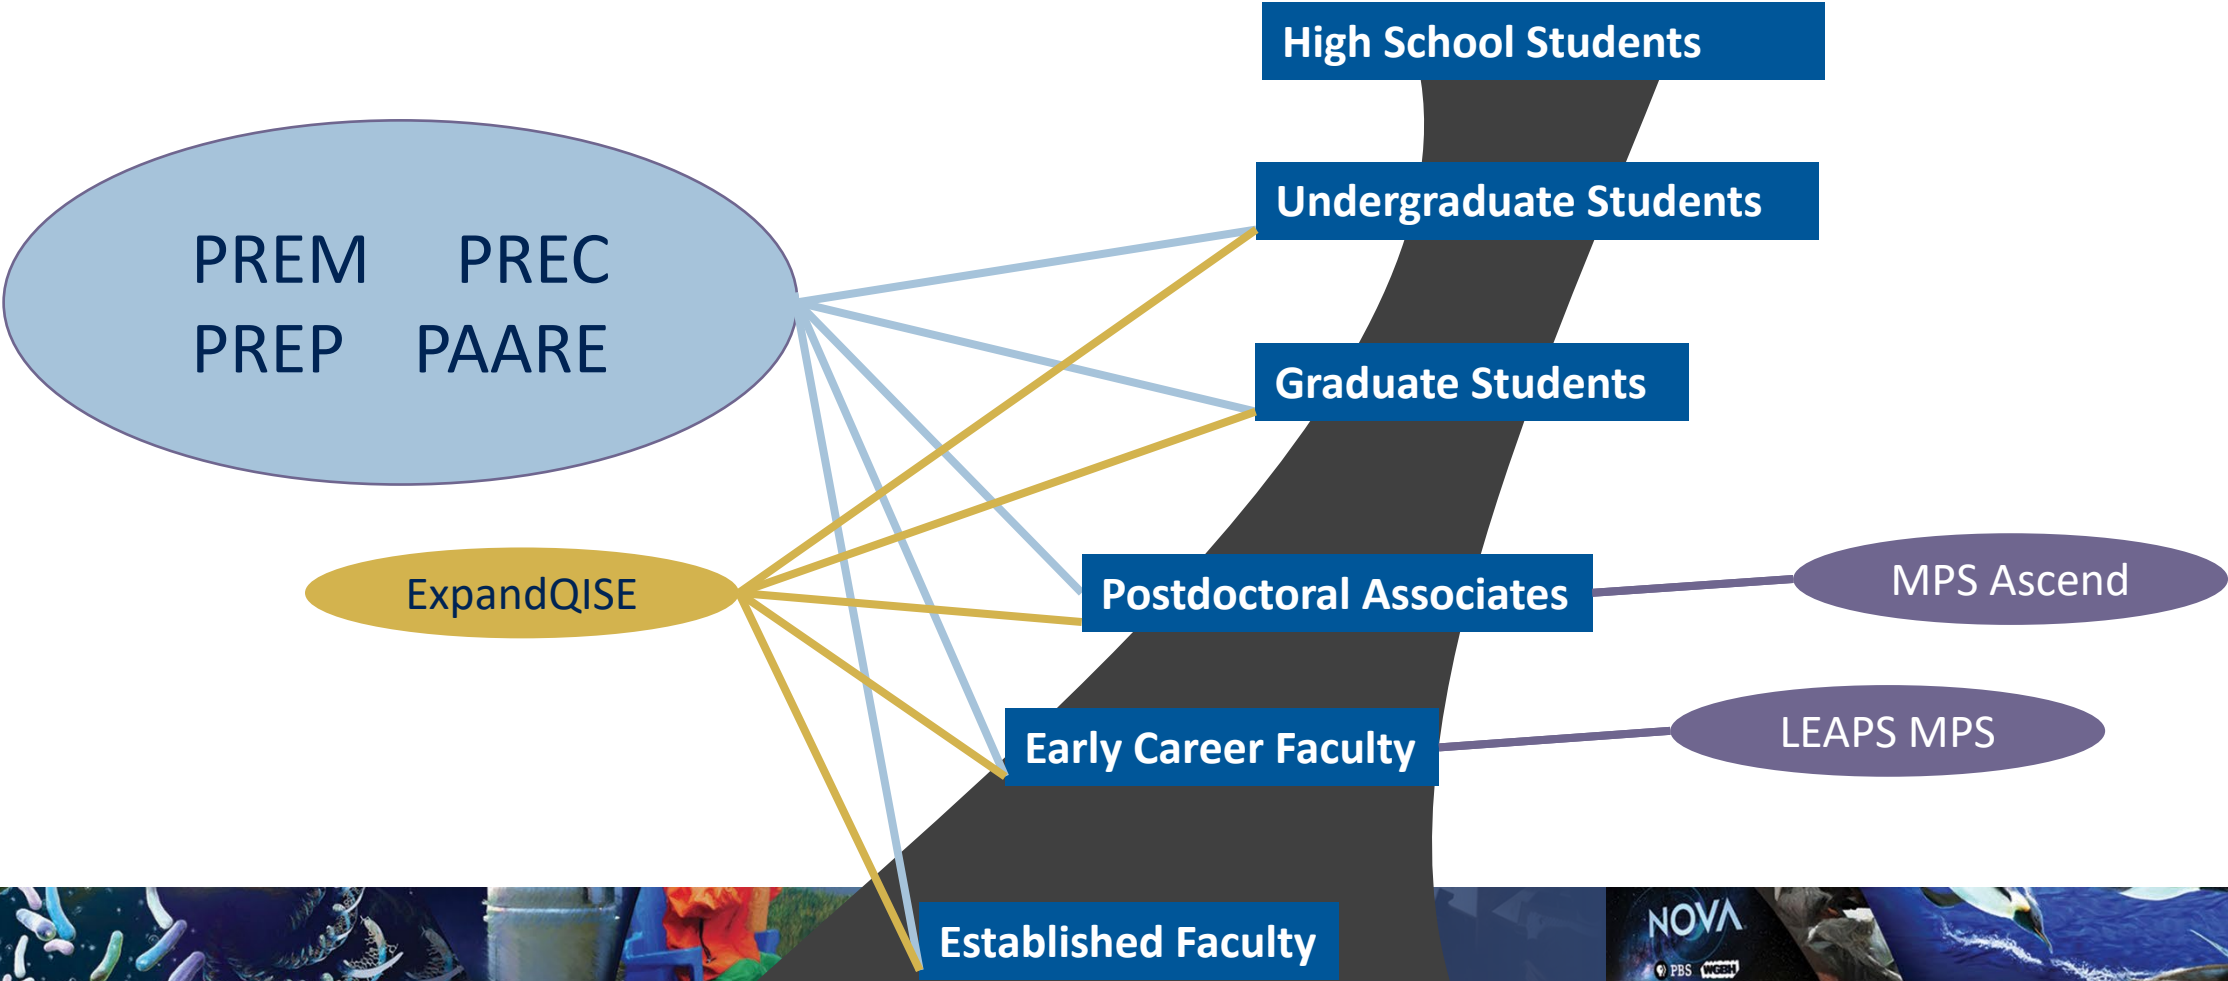 High School Students
Undergraduate Students
PREM PREC
PREP PAARE
Graduate Students
ExpandQISE
Postdoctoral Associates
MPS Ascend
Early Career Faculty
LEAPS MPS
Established Faculty
NOVA
PBS WGBH